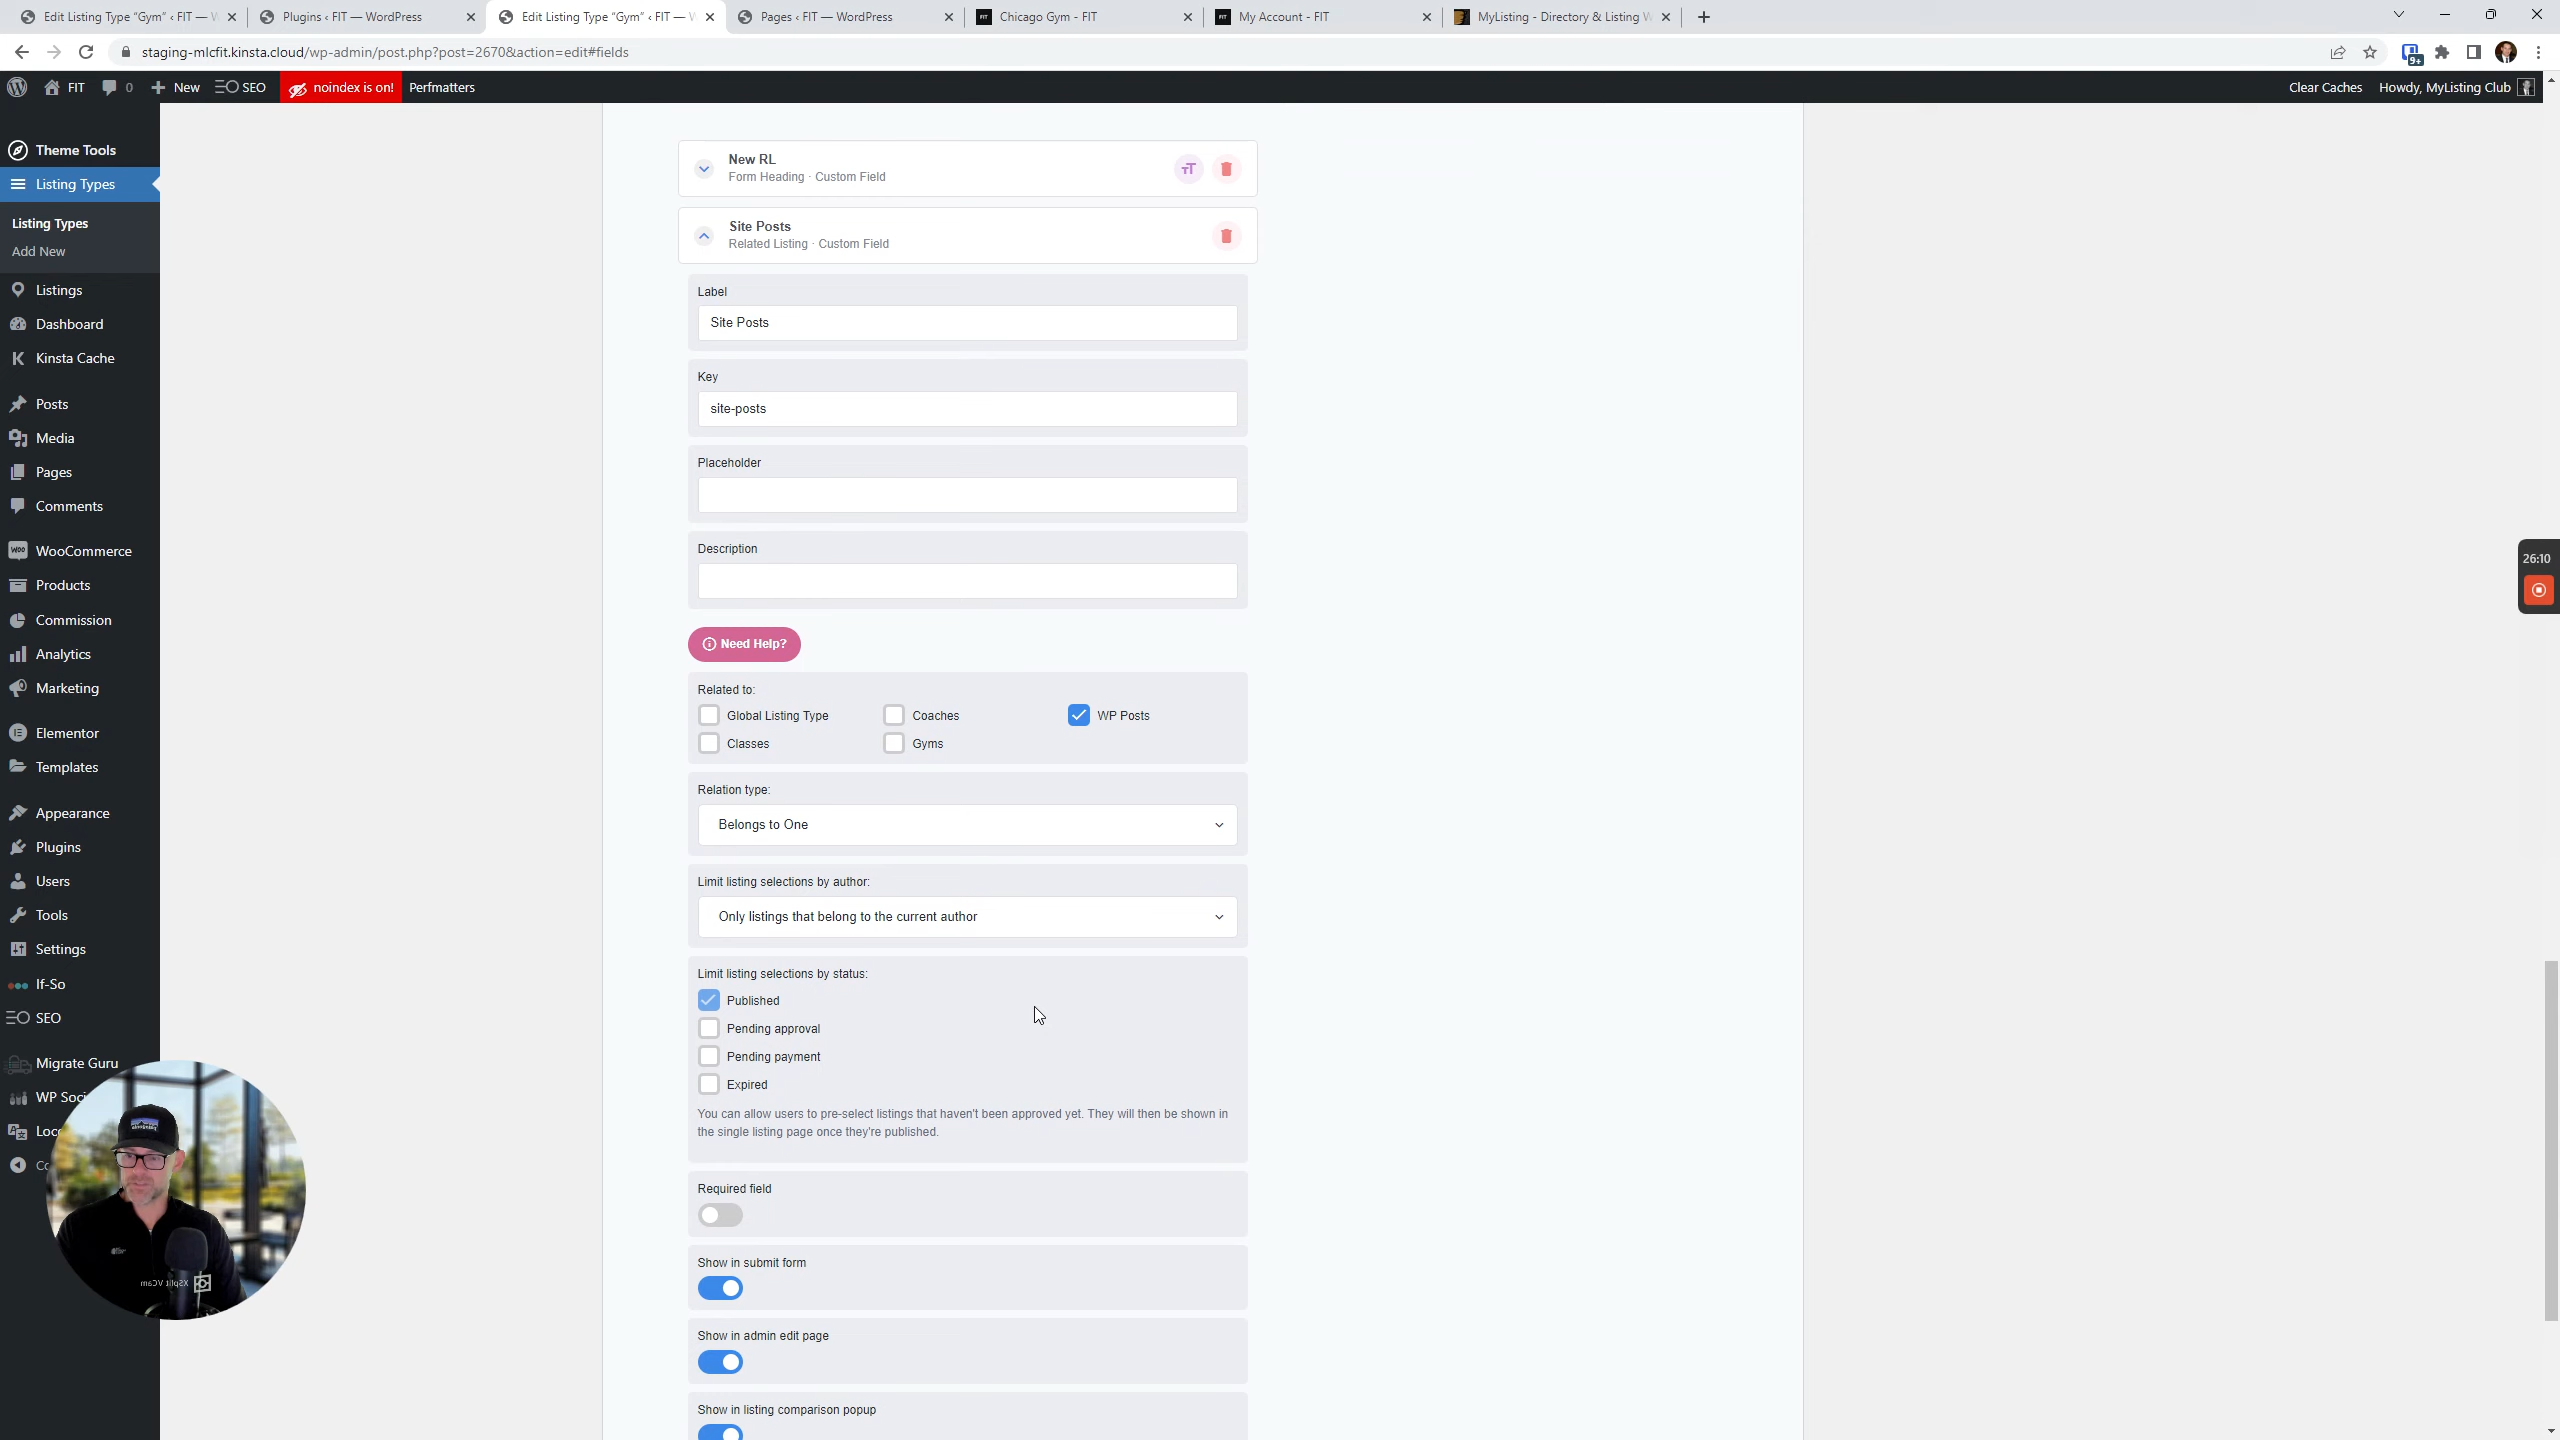 Edit Listing Type “Gym” ‹ FIT — W
Plugins ‹ FIT — WordPress
Edit Listing Type “Gym” ‹ FIT — W
Pages ‹ FIT — WordPress
FIT Chicago Gym - FIT
FIT My Account - FIT
MyListing - Directory & Listing W
staging-mlcfit.kinsta.cloud/wp-admin/post.php?post=2670&action=edit#fields
9+
FIT
0
New
SEO
noindex is on!
Perfmatters
Clear Caches
Howdy, MyListing Club
Theme Tools
Listing Types
Listing Types
Add New
Listings
Dashboard
Kinsta Cache
Posts
Media
Pages
Comments
WooCommerce
Products
Commission
Analytics
Marketing
Elementor
Templates
Appearance
Plugins
Users
Tools
Settings
If-So
SEO
Migrate Guru
WP Soci
Loco
Co
New RL
Form Heading · Custom Field
Site Posts
Related Listing · Custom Field
Label
Site Posts
Key
site-posts
Placeholder
Description
Need Help?
Related to:
Global Listing Type
Coaches
WP Posts
Classes
Gyms
Relation type:
Belongs to One
Limit listing selections by author:
Only listings that belong to the current author
Limit listing selections by status:
Published
Pending approval
Pending payment
Expired
You can allow users to pre-select listings that haven't been approved yet. They will then be shown in
the single listing page once they're published.
Required field
Show in submit form
Show in admin edit page
Show in listing comparison popup
26:10
XSplit VCam